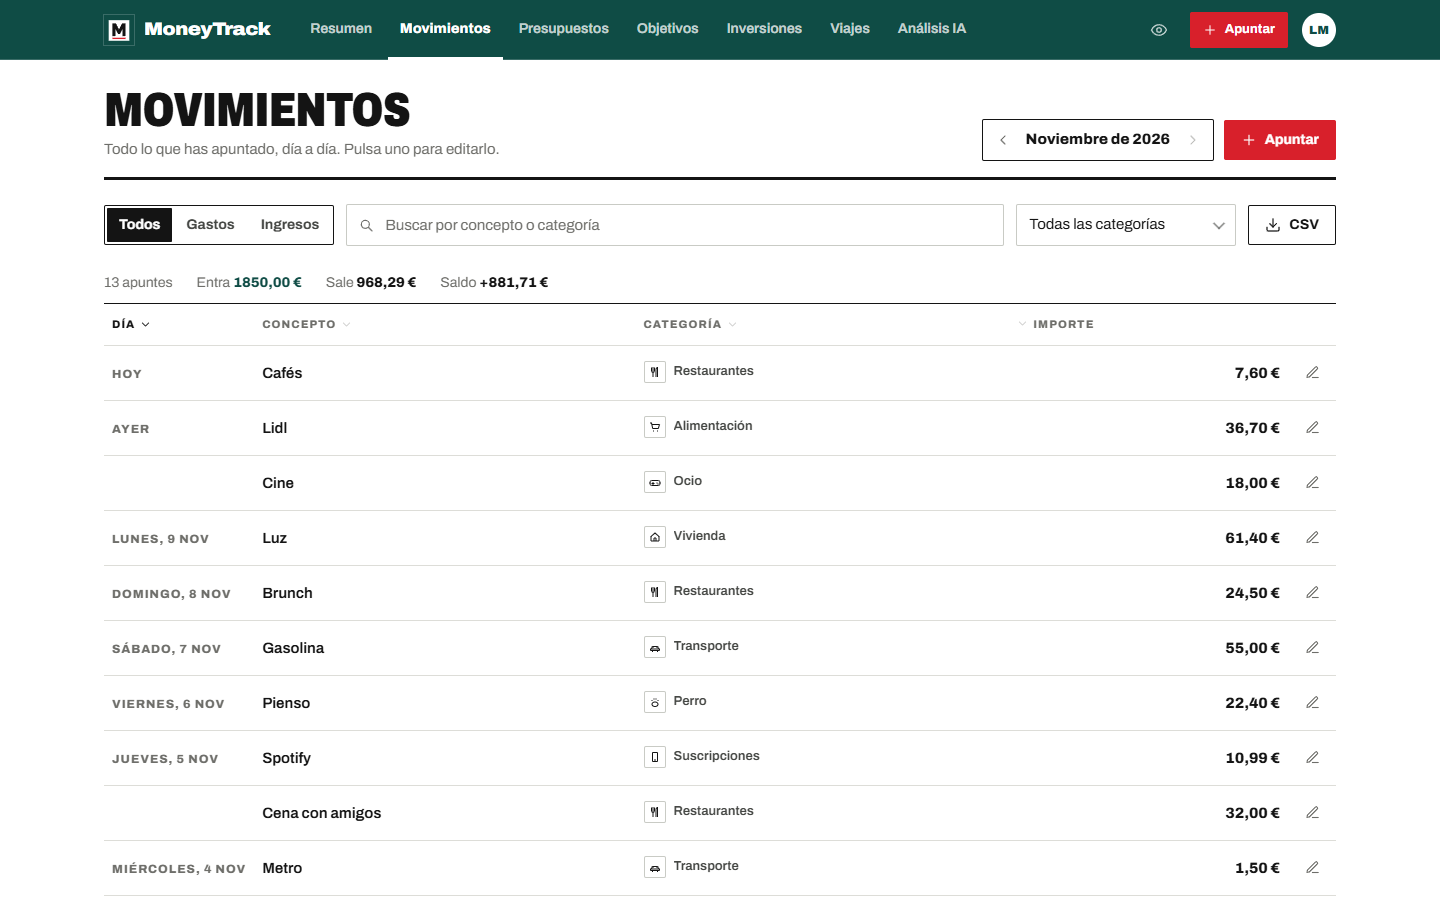 M MoneyTrack Resumen Movimientos Presupuestos Objetivos Inversiones Viajes Análisis IA + Apuntar LM
MOVIMIENTOS
Todo lo que has apuntado, día a día. Pulsa uno para editarlo.
Noviembre de 2026 + Apuntar
Todos Gastos Ingresos Buscar por concepto o categoría Todas las categorías CSV
13 apuntes Entra 1850,00 € Sale 968,29 € Saldo +881,71 €
DÍA CONCEPTO CATEGORÍA IMPORTE
HOY Cafés Restaurantes 7,60 €
AYER Lidl Alimentación 36,70 €
Cine Ocio 18,00 €
LUNES, 9 NOV Luz Vivienda 61,40 €
DOMINGO, 8 NOV Brunch Restaurantes 24,50 €
SÁBADO, 7 NOV Gasolina Transporte 55,00 €
VIERNES, 6 NOV Pienso Perro 22,40 €
JUEVES, 5 NOV Spotify Suscripciones 10,99 €
Cena con amigos Restaurantes 32,00 €
MIÉRCOLES, 4 NOV Metro Transporte 1,50 €